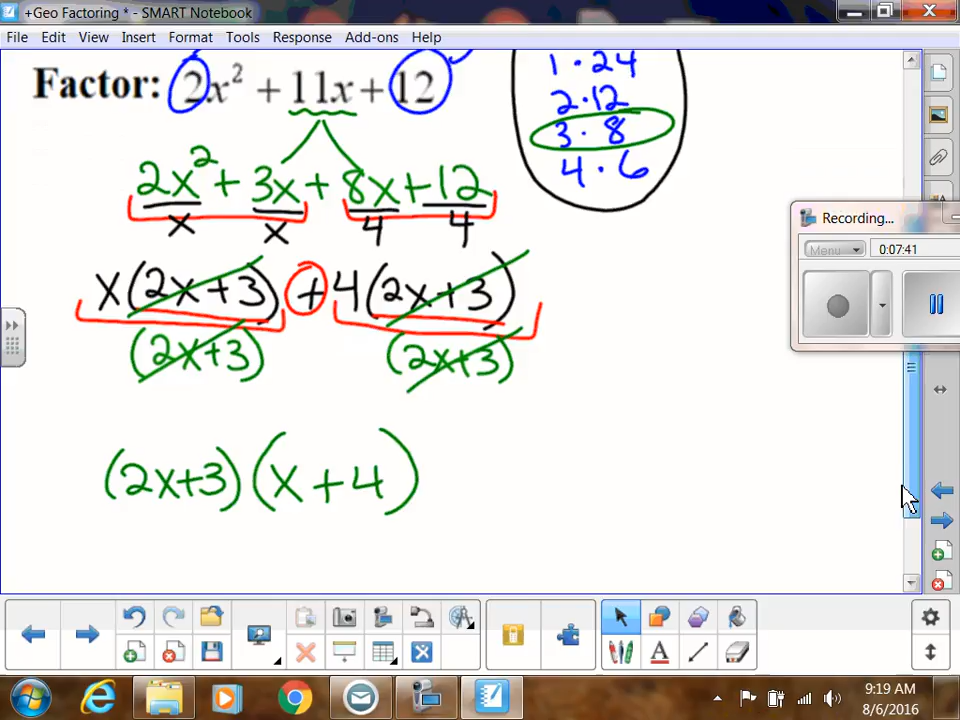 +Geo Factoring * - SMART Notebook
File Edit View Insert Format Tools Response Add-ons Help
Factor: 2x² + 11x + 12
1 · 24
2 · 12
3 · 8
4 · 6
2x² + 3x + 8x + 12
x x 4 4
x(2x+3) + 4(2x+3)
(2x+3) (2x+3)
(2x+3)(x+4)
Recording...
Menu
0:07:41
A
9:19 AM
8/6/2016